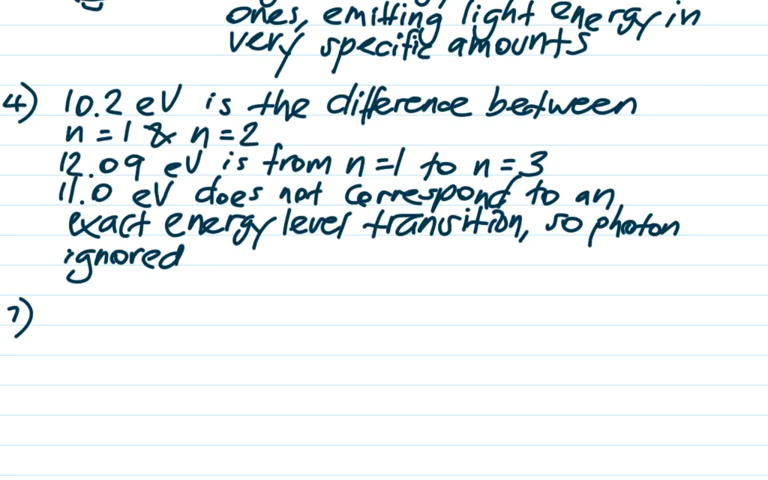 ones, emitting light energy in
very specific amounts
4) 10.2 eV is the difference between
n = 1 & n = 2
12.09 eV is from n = 1 to n = 3
11.0 eV does not correspond to an
exact energy level transition, so photon
ignored
7)